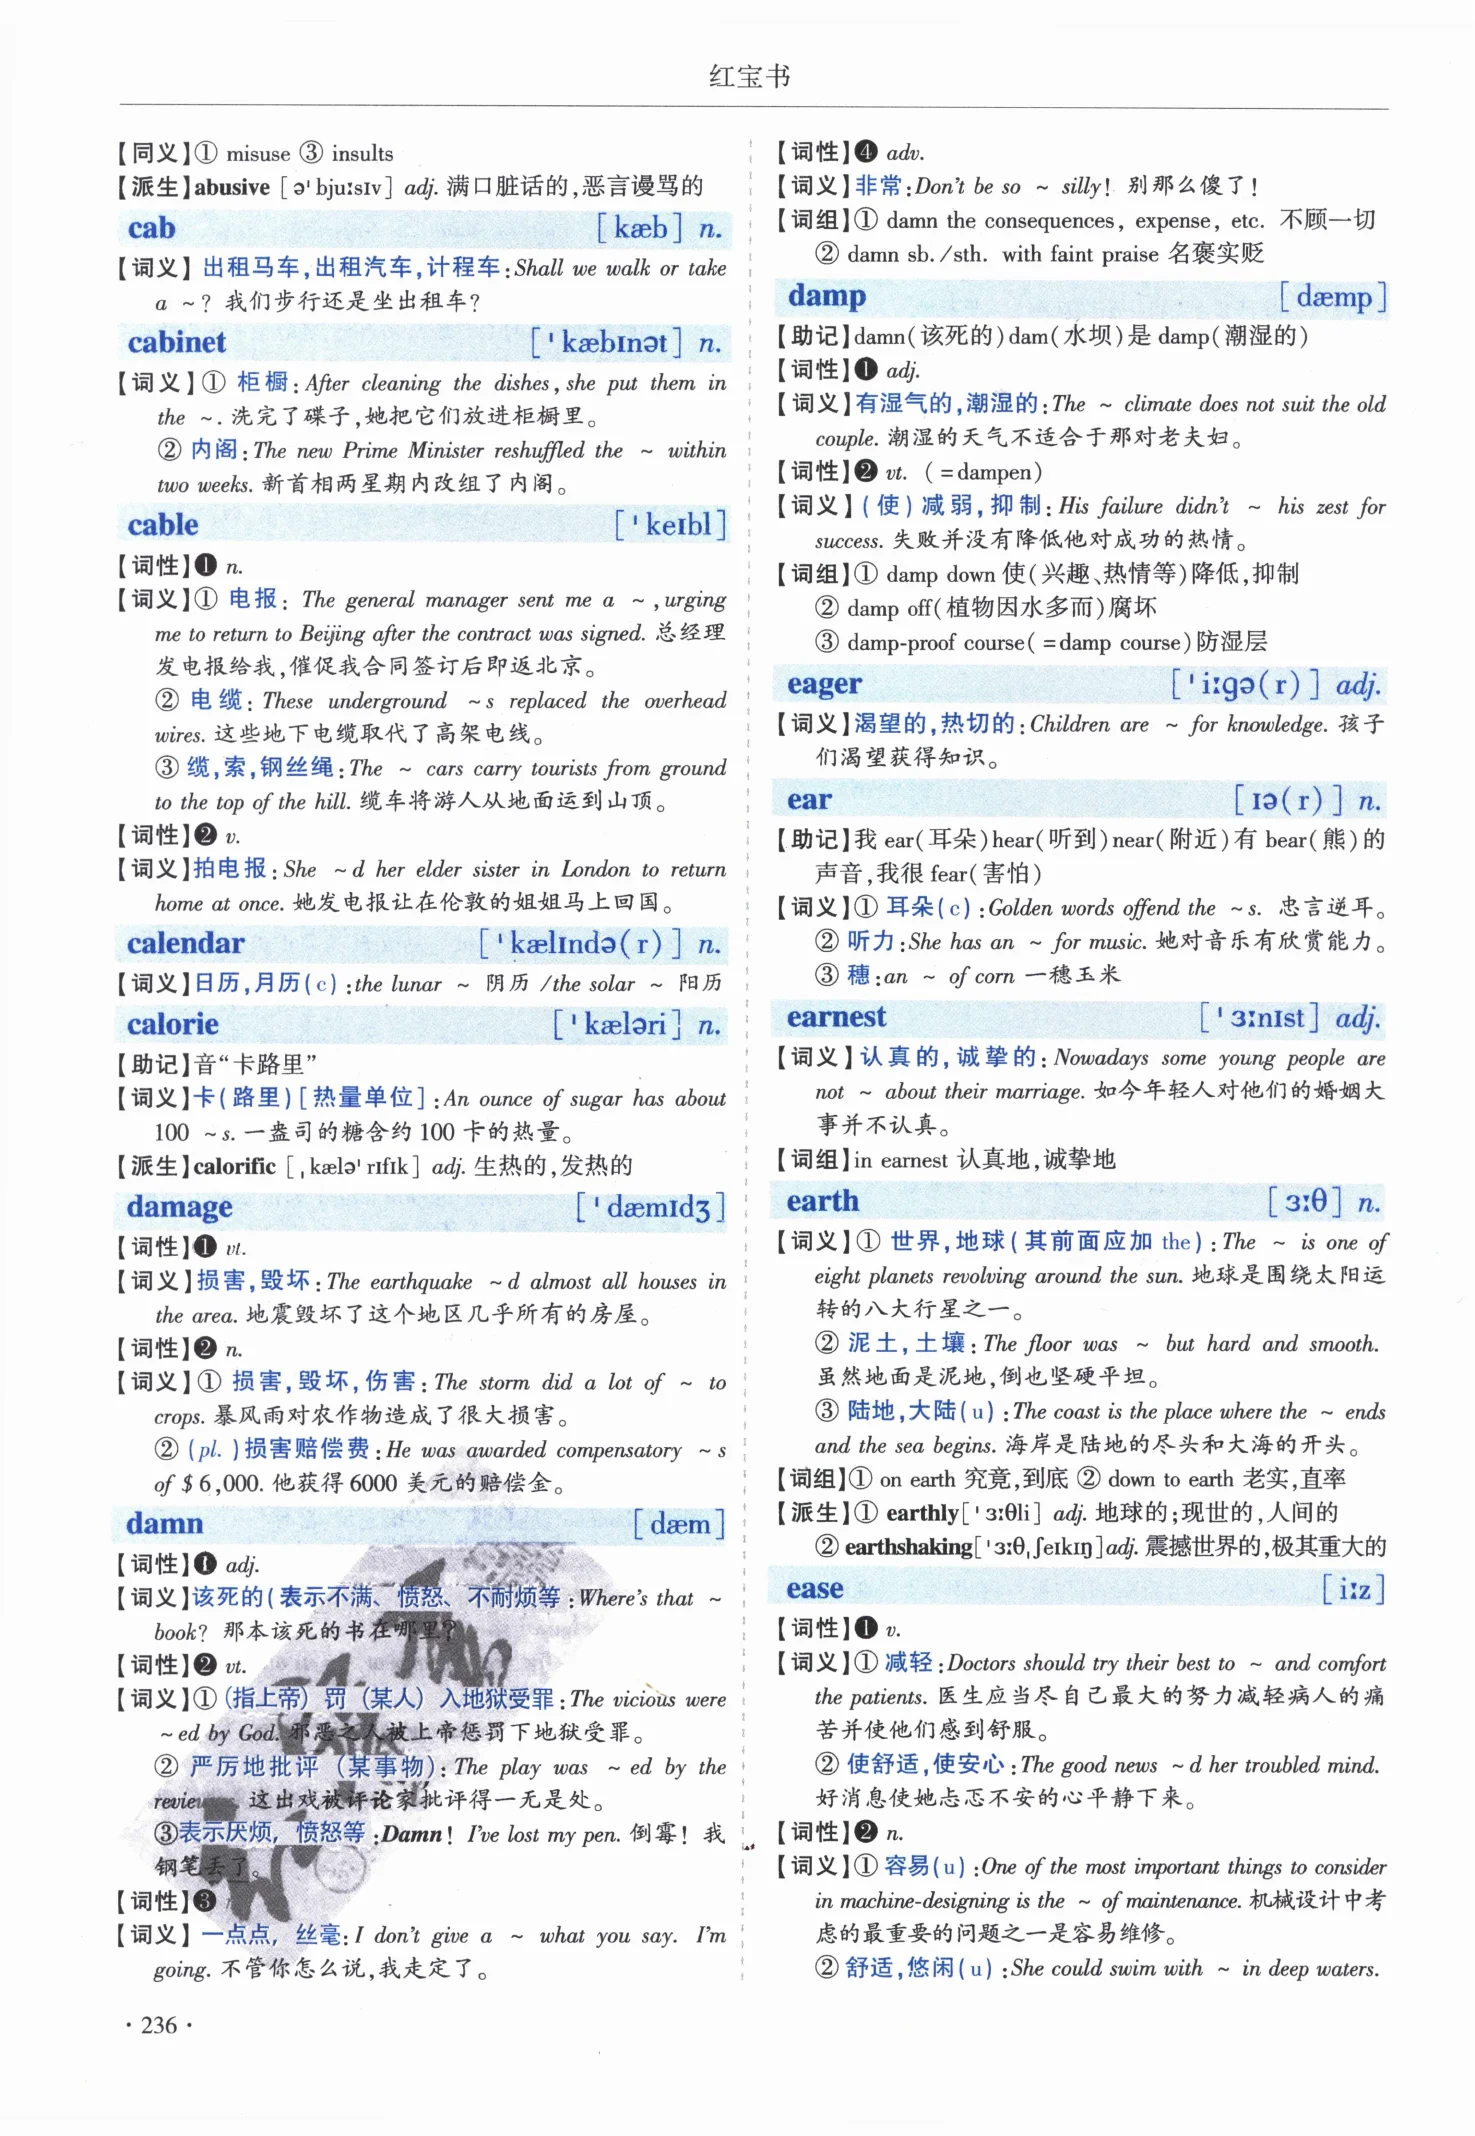 红宝书
【同义】① misuse ③ insults
【派生】abusive [ə'bjuːsɪv] adj. 满口脏话的,恶言谩骂的
cab [kæb] n.
【词义】出租马车,出租汽车,计程车:Shall we walk or take
a ~? 我们步行还是坐出租车?
cabinet ['kæbɪnət] n.
【词义】① 柜橱:After cleaning the dishes, she put them in
the ~. 洗完了碟子,她把它们放进柜橱里。
② 内阁:The new Prime Minister reshuffled the ~ within
two weeks. 新首相两星期内改组了内阁。
cable ['keɪbl]
【词性】❶ n.
【词义】① 电报: The general manager sent me a ~, urging
me to return to Beijing after the contract was signed. 总经理
发电报给我,催促我合同签订后即返北京。
② 电缆: These underground ~s replaced the overhead
wires. 这些地下电缆取代了高架电线。
③ 缆,索,钢丝绳:The ~ cars carry tourists from ground
to the top of the hill. 缆车将游人从地面运到山顶。
【词性】❷ v.
【词义】拍电报:She ~d her elder sister in London to return
home at once. 她发电报让在伦敦的姐姐马上回国。
calendar ['kælɪndə(r)] n.
【词义】日历,月历(c):the lunar ~ 阴历 /the solar ~ 阳历
calorie ['kæləri] n.
【助记】音“卡路里”
【词义】卡(路里)[热量单位]:An ounce of sugar has about
100 ~s. 一盎司的糖含约 100 卡的热量。
【派生】calorific [ˌkælə'rɪfɪk] adj. 生热的,发热的
damage ['dæmɪdʒ]
【词性】❶ vt.
【词义】损害,毁坏:The earthquake ~d almost all houses in
the area. 地震毁坏了这个地区几乎所有的房屋。
【词性】❷ n.
【词义】① 损害,毁坏,伤害:The storm did a lot of ~ to
crops. 暴风雨对农作物造成了很大损害。
② (pl.)损害赔偿费:He was awarded compensatory ~s
of $6,000. 他获得 6000 美元的赔偿金。
damn [dæm]
【词性】❶ adj.
【词义】该死的(表示不满、愤怒、不耐烦等:Where's that ~
book? 那本该死的书在哪里?
【词性】❷ vt.
【词义】①(指上帝)罚(某人)入地狱受罪:The vicious were
~ed by God. 邪恶之人被上帝惩罚下地狱受罪。
② 严厉地批评(某事物):The play was ~ed by the
这出戏被评论家批评得一无是处。
③表示厌烦,愤怒等:Damn! I've lost my pen. 倒霉! 我
钢笔丢了。
【词性】❸
【词义】一点点,丝毫:I don't give a ~ what you say. I'm
going. 不管你怎么说,我走定了。
·236·
【词性】❹ adv.
【词义】非常:Don't be so ~ silly! 别那么傻了!
【词组】① damn the consequences, expense, etc. 不顾一切
② damn sb./sth. with faint praise 名褒实贬
damp [dæmp]
【助记】damn(该死的)dam(水坝)是 damp(潮湿的)
【词性】❶ adj.
【词义】有湿气的,潮湿的:The ~ climate does not suit the old
couple. 潮湿的天气不适合于那对老夫妇。
【词性】❷ vt. (=dampen)
【词义】(使)减弱,抑制:His failure didn't ~ his zest for
success. 失败并没有降低他对成功的热情。
【词组】① damp down 使(兴趣、热情等)降低,抑制
② damp off(植物因水多而)腐坏
③ damp-proof course(=damp course)防湿层
eager ['iːgə(r)] adj.
【词义】渴望的,热切的:Children are ~ for knowledge. 孩子
们渴望获得知识。
ear [ɪə(r)] n.
【助记】我 ear(耳朵)hear(听到)near(附近)有 bear(熊)的
声音,我很 fear(害怕)
【词义】① 耳朵(c):Golden words offend the ~s. 忠言逆耳。
② 听力:She has an ~ for music. 她对音乐有欣赏能力。
③ 穗:an ~ of corn 一穗玉米
earnest ['ɜːnɪst] adj.
【词义】认真的,诚挚的:Nowadays some young people are
not ~ about their marriage. 如今年轻人对他们的婚姻大
事并不认真。
【词组】in earnest 认真地,诚挚地
earth [ɜːθ] n.
【词义】① 世界,地球(其前面应加 the):The ~ is one of
eight planets revolving around the sun. 地球是围绕太阳运
转的八大行星之一。
② 泥土,土壤:The floor was ~ but hard and smooth.
虽然地面是泥地,倒也坚硬平坦。
③ 陆地,大陆(u):The coast is the place where the ~ ends
and the sea begins. 海岸是陆地的尽头和大海的开头。
【词组】① on earth 究竟,到底 ② down to earth 老实,直率
【派生】① earthly['ɜːθli] adj. 地球的;现世的,人间的
② earthshaking['ɜːθˌʃeɪkɪŋ]adj. 震撼世界的,极其重大的
ease [iːz]
【词性】❶ v.
【词义】① 减轻:Doctors should try their best to ~ and comfort
the patients. 医生应当尽自己最大的努力减轻病人的痛
苦并使他们感到舒服。
② 使舒适,使安心:The good news ~d her troubled mind.
好消息使她忐忑不安的心平静下来。
【词性】❷ n.
【词义】① 容易(u):One of the most important things to consider
in machine-designing is the ~ of maintenance. 机械设计中考
虑的最重要的问题之一是容易维修。
② 舒适,悠闲(u):She could swim with ~ in deep waters.